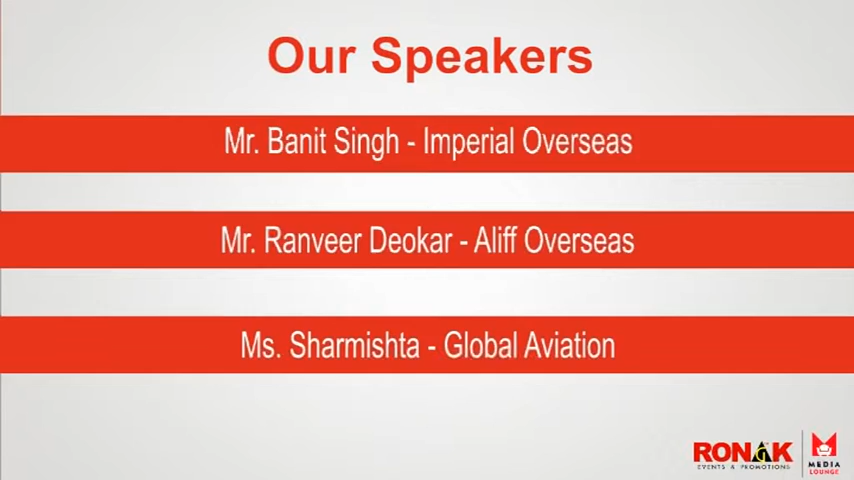 Our Speakers
Mr. Banit Singh - Imperial Overseas
Mr. Ranveer Deokar - Aliff Overseas
Ms. Sharmishta - Global Aviation
RONAK
EVENTS & PROMOTIONS
MEDIA
LOUNGE